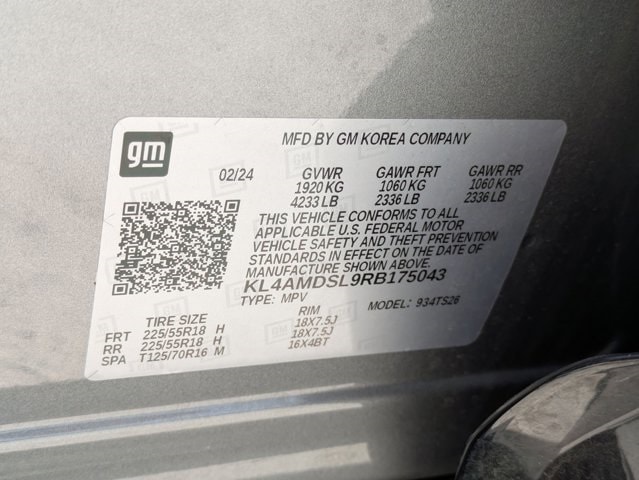 gm
MFD BY GM KOREA COMPANY
02/24 GVWR GAWR FRT GAWR RR
1920 KG 1060 KG 1060 KG
4233 LB 2336 LB 2336 LB
THIS VEHICLE CONFORMS TO ALL
APPLICABLE U.S. FEDERAL MOTOR
VEHICLE SAFETY AND THEFT PREVENTION
STANDARDS IN EFFECT ON THE DATE OF
MANUFACTURE SHOWN ABOVE.
KL4AMDSL9RB175043
TYPE: MPV MODEL: 934TS26
TIRE SIZE RIM
FRT 225/55R18 H 18X7.5J
RR 225/55R18 H 18X7.5J
SPA T125/70R16 M 16X4BT